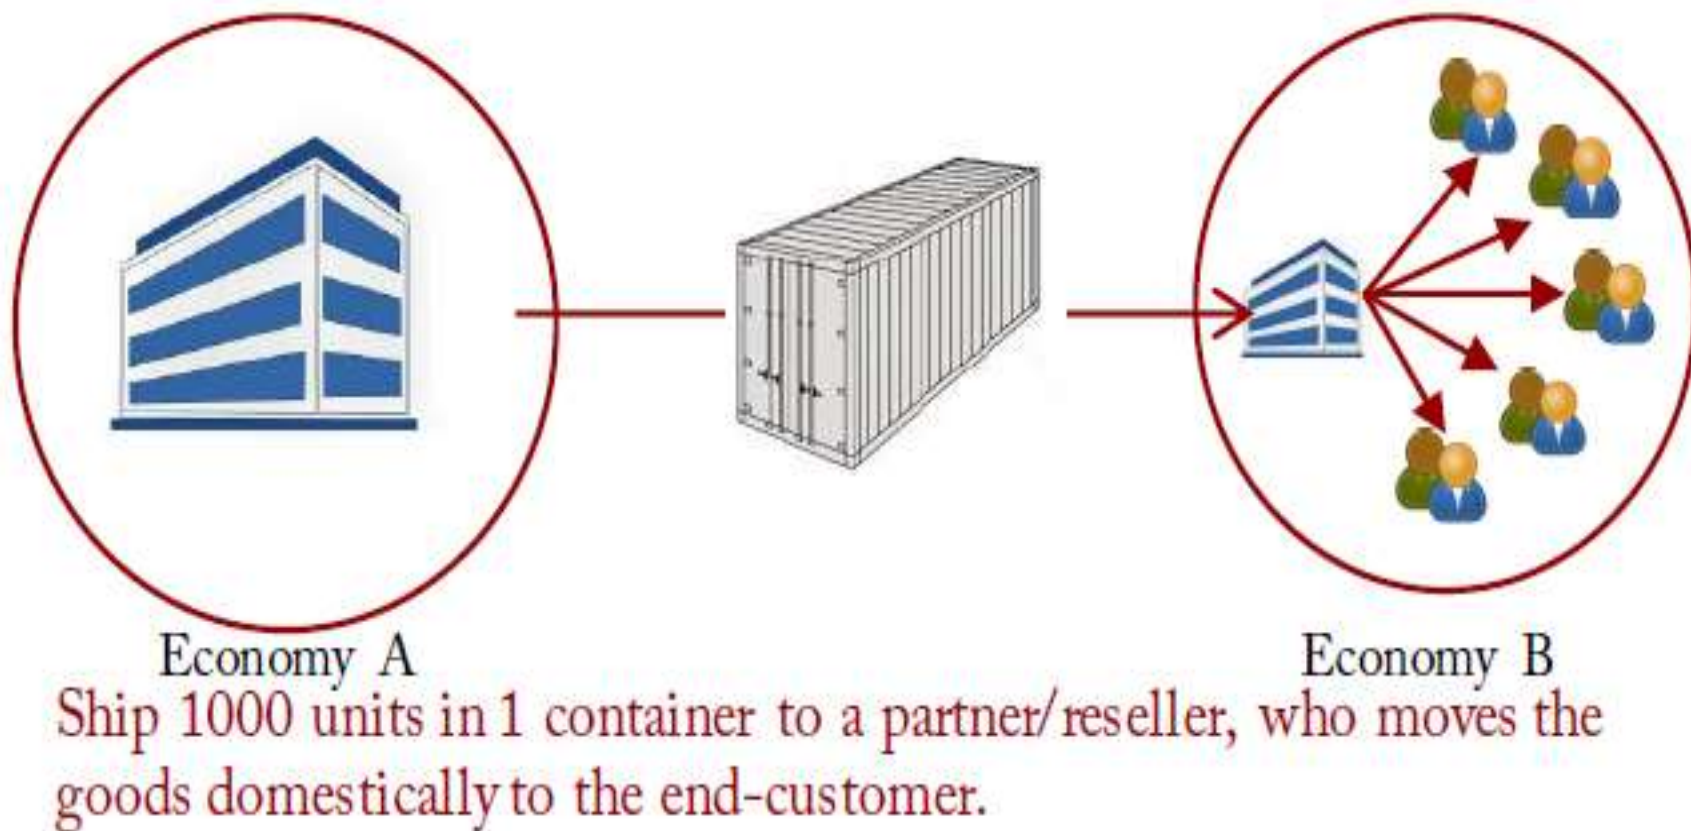 Economy A
Economy B
Ship 1000 units in 1 container to a partner/reseller, who moves the
goods domestically to the end-customer.